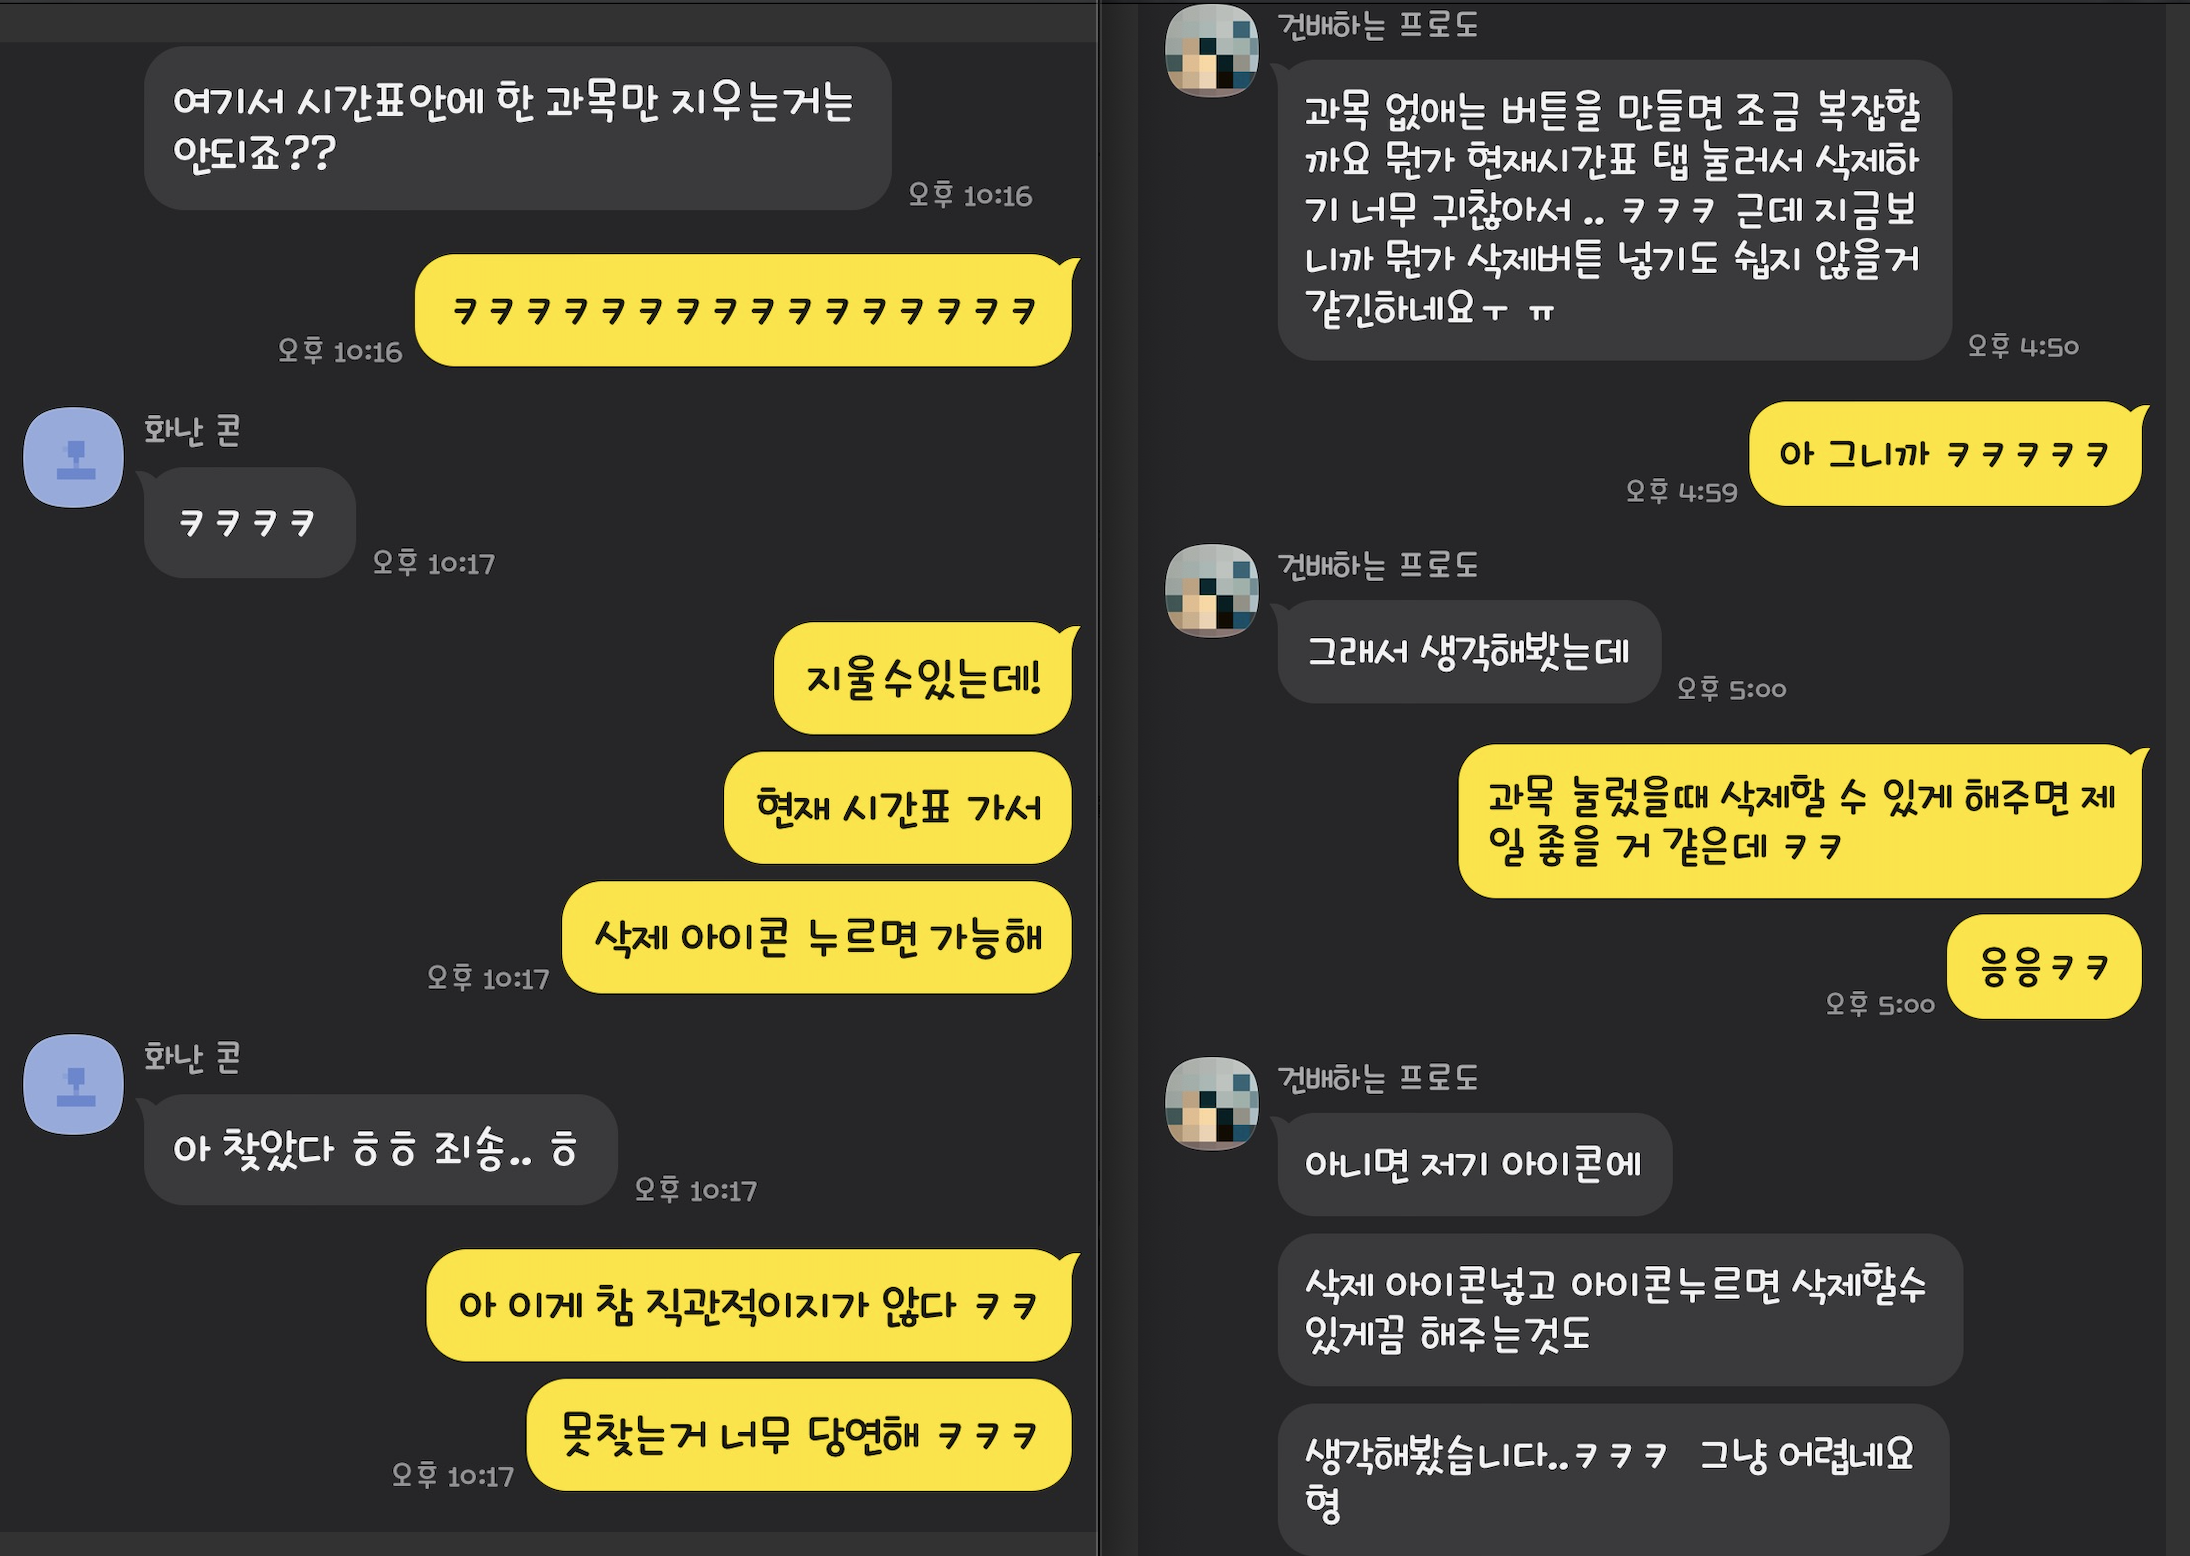 여기서 시간표안에 한 과목만 지우는거는
안되죠??
오후 10:16
ㅋㅋㅋㅋㅋㅋㅋㅋㅋㅋㅋㅋㅋㅋㅋㅋ
오후 10:16
화난 콘
ㅋㅋㅋㅋ
오후 10:17
지울수있는데!
현재 시간표 가서
삭제 아이콘 누르면 가능해
오후 10:17
화난 콘
아 찾았다 ㅎㅎ 죄송.. ㅎ
오후 10:17
아 이게 참 직관적이지가 않다 ㅋㅋ
못찾는거 너무 당연해 ㅋㅋㅋ
오후 10:17
건배하는 프로도
과목 없애는 버튼을 만들면 조금 복잡할
까요 뭔가 현재시간표 탭 눌러서 삭제하
기 너무 귀찮아서 .. ㅋㅋㅋ 근데 지금보
니까 뭔가 삭제버튼 넣기도 쉽지 않을거
같긴하네요ㅜ ㅠ
오후 4:50
아 그니까 ㅋㅋㅋㅋㅋ
오후 4:59
건배하는 프로도
그래서 생각해봤는데
오후 5:00
과목 눌렀을때 삭제할 수 있게 해주면 제
일 좋을 거 같은데 ㅋㅋ
응응ㅋㅋ
오후 5:00
건배하는 프로도
아니면 저기 아이콘에
삭제 아이콘넣고 아이콘누르면 삭제할수
있게끔 해주는것도
생각해봤습니다..ㅋㅋㅋ 그냥 어렵네요
형